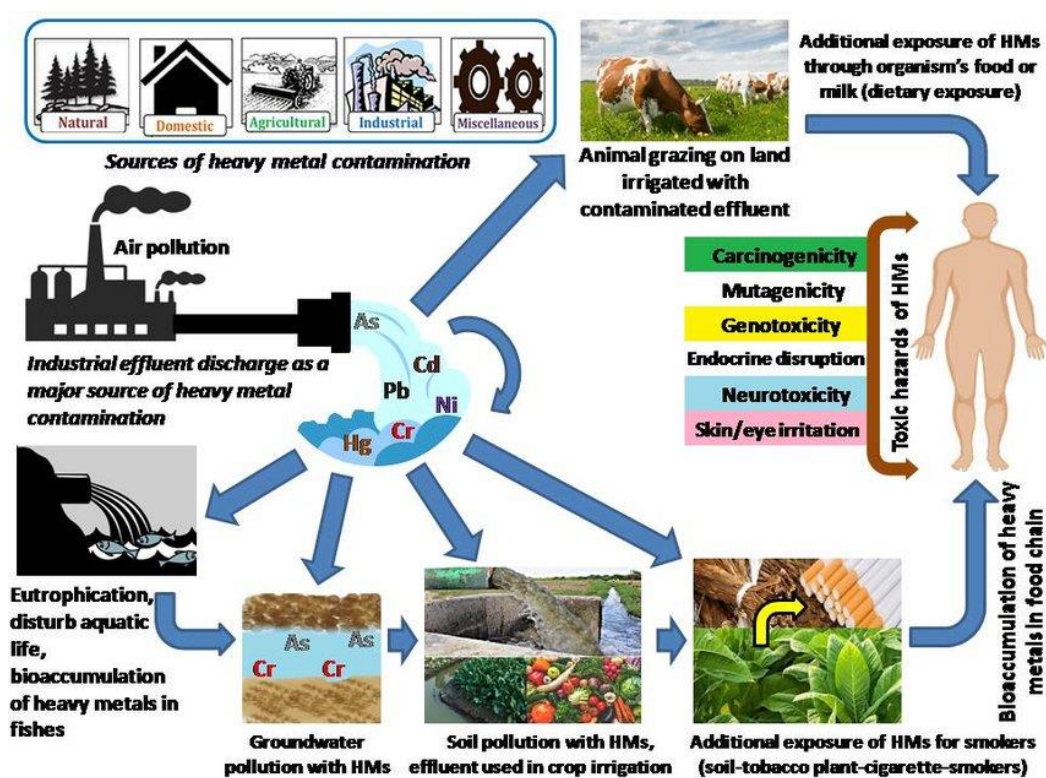 Natural
Domestic
Agricultural
Industrial
Miscellaneous
Sources of heavy metal contamination
Additional exposure of HMs
through organism's food or
milk (dietary exposure)
Animal grazing on land
irrigated with
contaminated effluent
Air pollution
Industrial effluent discharge as a
major source of heavy metal
contamination
As
Cd
Pb
Ni
Cr
Hg
Carcinogenicity
Mutagenicity
Genotoxicity
Endocrine disruption
Neurotoxicity
Skin/eye irritation
Toxic hazards of HMs
Eutrophication,
disturb aquatic
life,
bioaccumulation
of heavy metals in
fishes
As
As
Cr
Cr
Groundwater
pollution with HMs
Soil pollution with HMs,
effluent used in crop irrigation
Additional exposure of HMs for smokers
(soil-tobacco plant-cigarette-smokers)
Bioaccumulation of heavy
metals in food chain